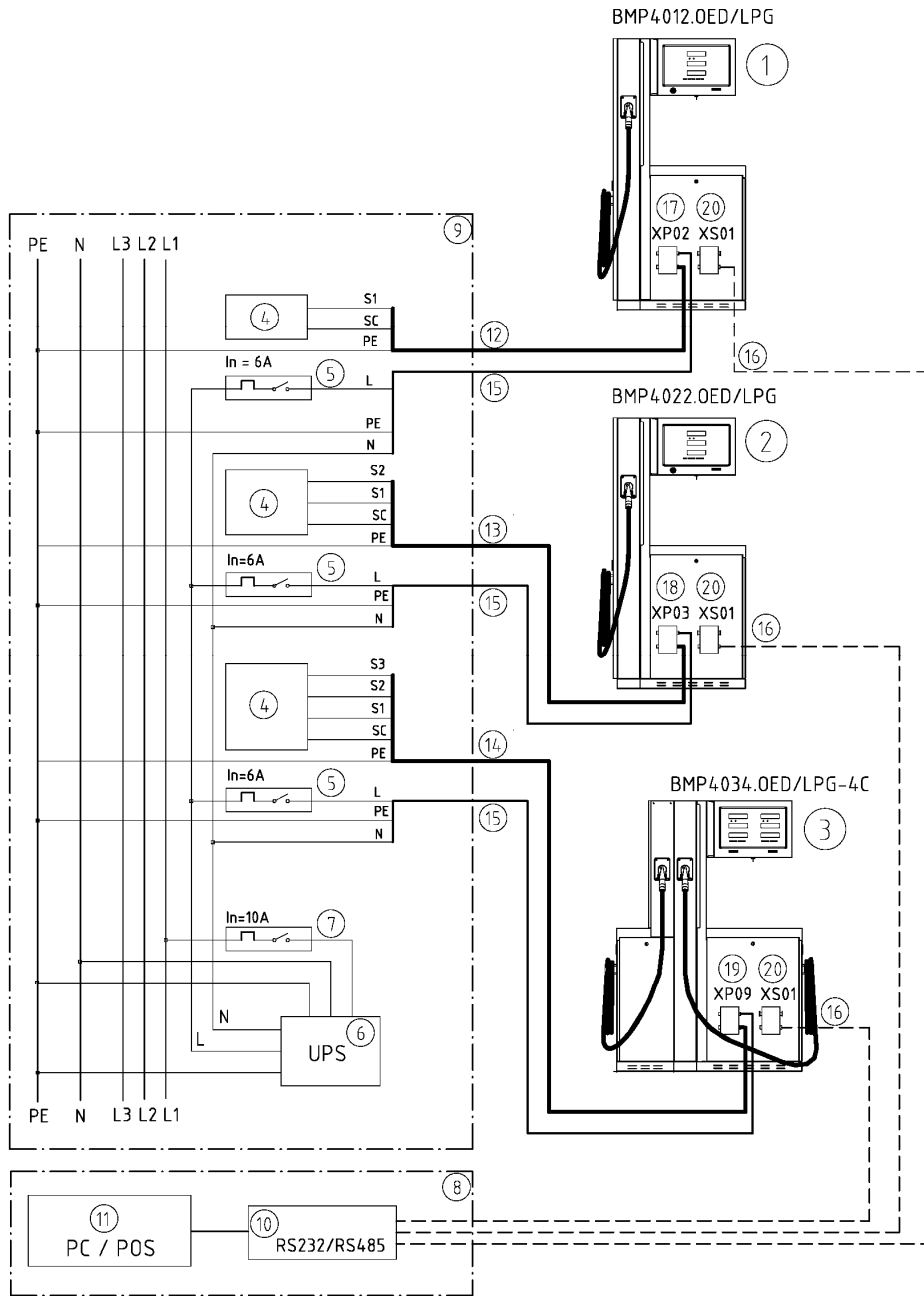 BMP4012.OED/LPG
1
17
20
XP02 XS01
9
PE N L3 L2 L1
S1
4
SC
PE
12
16
In = 6A
5
L
15
PE
N
BMP4022.OED/LPG
2
S2
4
S1
SC
13
PE
In=6A
5
L
15
PE
N
18
20
XP03 XS01
16
S3
S2
4
S1
SC
14
PE
In=6A
5
L
15
PE
N
BMP4034.OED/LPG-4C
3
In=10A
7
19
20
XP09 XS01
16
N
6
L
UPS
PE N L3 L2 L1
8
11
10
PC / POS
RS232/RS485